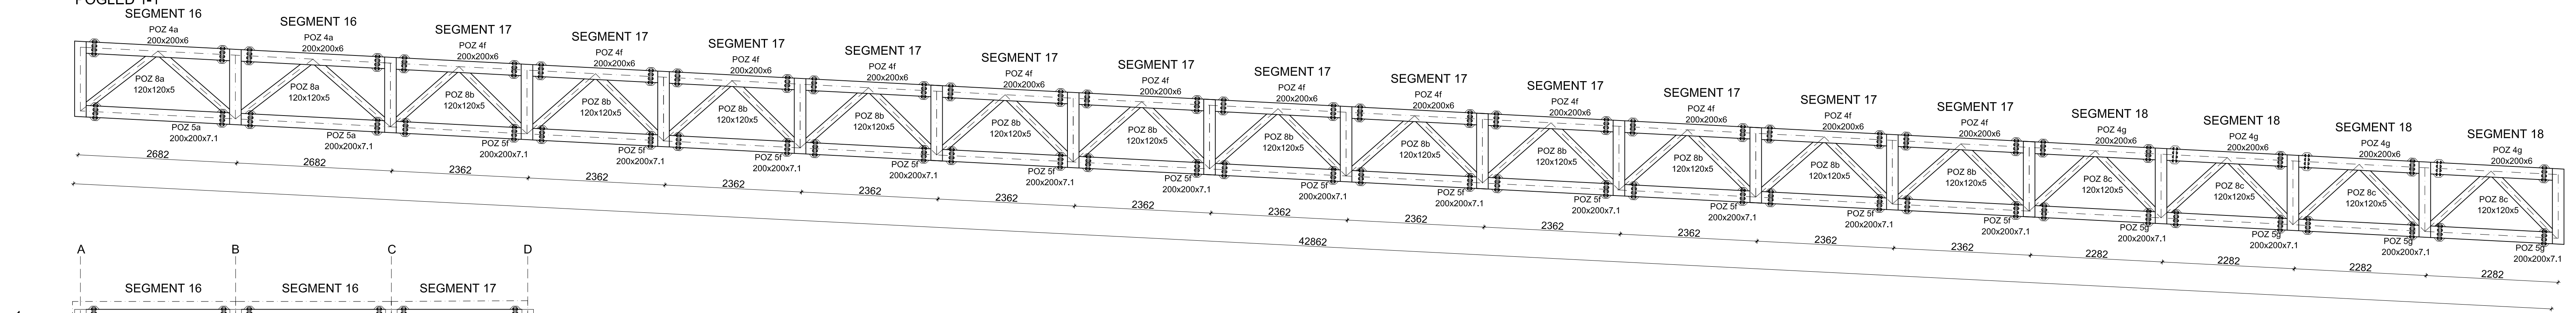 POGLED 1-1
SEGMENT 16
POZ 4a
200x200x6
POZ 8a
120x120x5
POZ 5a
200x200x7.1
2682
SEGMENT 16
POZ 4a
200x200x6
POZ 8a
120x120x5
POZ 5a
200x200x7.1
2682
SEGMENT 17
POZ 4f
200x200x6
POZ 8b
120x120x5
POZ 5f
200x200x7.1
2362
SEGMENT 17
POZ 4f
200x200x6
POZ 8b
120x120x5
POZ 5f
200x200x7.1
2362
SEGMENT 17
POZ 4f
200x200x6
POZ 8b
120x120x5
POZ 5f
200x200x7.1
2362
SEGMENT 17
POZ 4f
200x200x6
POZ 8b
120x120x5
POZ 5f
200x200x7.1
2362
SEGMENT 17
POZ 4f
200x200x6
POZ 8b
120x120x5
POZ 5f
200x200x7.1
2362
SEGMENT 17
POZ 4f
200x200x6
POZ 8b
120x120x5
POZ 5f
200x200x7.1
2362
SEGMENT 17
POZ 4f
200x200x6
POZ 8b
120x120x5
POZ 5f
200x200x7.1
2362
SEGMENT 17
POZ 4f
200x200x6
POZ 8b
120x120x5
POZ 5f
200x200x7.1
2362
SEGMENT 17
POZ 4f
200x200x6
POZ 8b
120x120x5
POZ 5f
200x200x7.1
2362
SEGMENT 17
POZ 4f
200x200x6
POZ 8b
120x120x5
POZ 5f
200x200x7.1
2362
SEGMENT 17
POZ 4f
200x200x6
POZ 8b
120x120x5
POZ 5f
200x200x7.1
2362
SEGMENT 17
POZ 4f
200x200x6
POZ 8b
120x120x5
POZ 5f
200x200x7.1
2362
SEGMENT 18
POZ 4g
200x200x6
POZ 8c
120x120x5
POZ 5g
200x200x7.1
2282
SEGMENT 18
POZ 4g
200x200x6
POZ 8c
120x120x5
POZ 5g
200x200x7.1
2282
SEGMENT 18
POZ 4g
200x200x6
POZ 8c
120x120x5
POZ 5g
200x200x7.1
2282
SEGMENT 18
POZ 4g
200x200x6
POZ 8c
120x120x5
POZ 5g
200x200x7.1
2282
42862
A B C D
SEGMENT 16 SEGMENT 16 SEGMENT 17